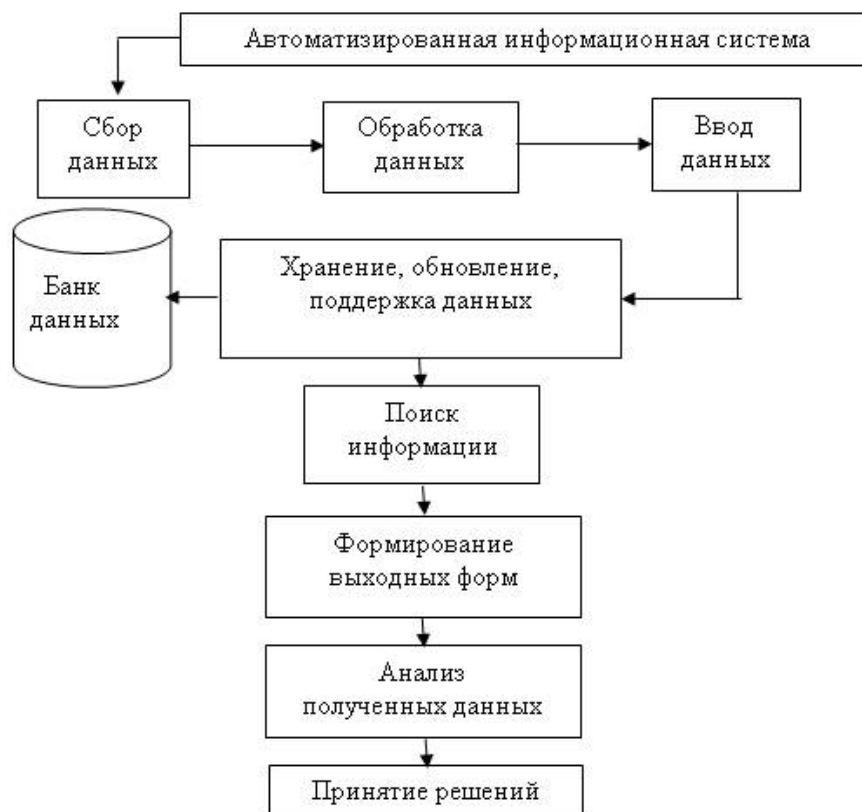 Автоматизированная информационная система
Сбор
данных
Обработка
данных
Ввод
данных
Банк
данных
Хранение, обновление,
поддержка данных
Поиск
информации
Формирование
выходных форм
Анализ
полученных данных
Принятие решений